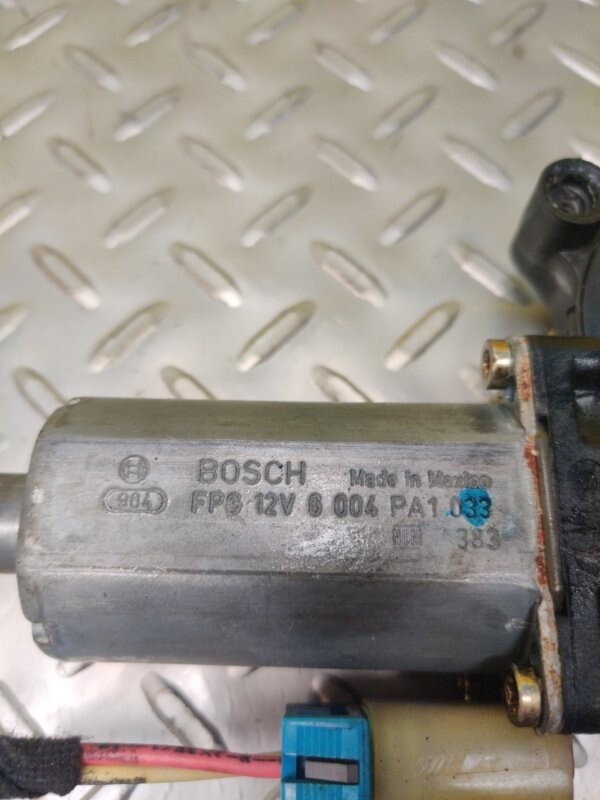 BOSCH Made in Mexico
904 FPG 12V 6 004 PA1 033
383